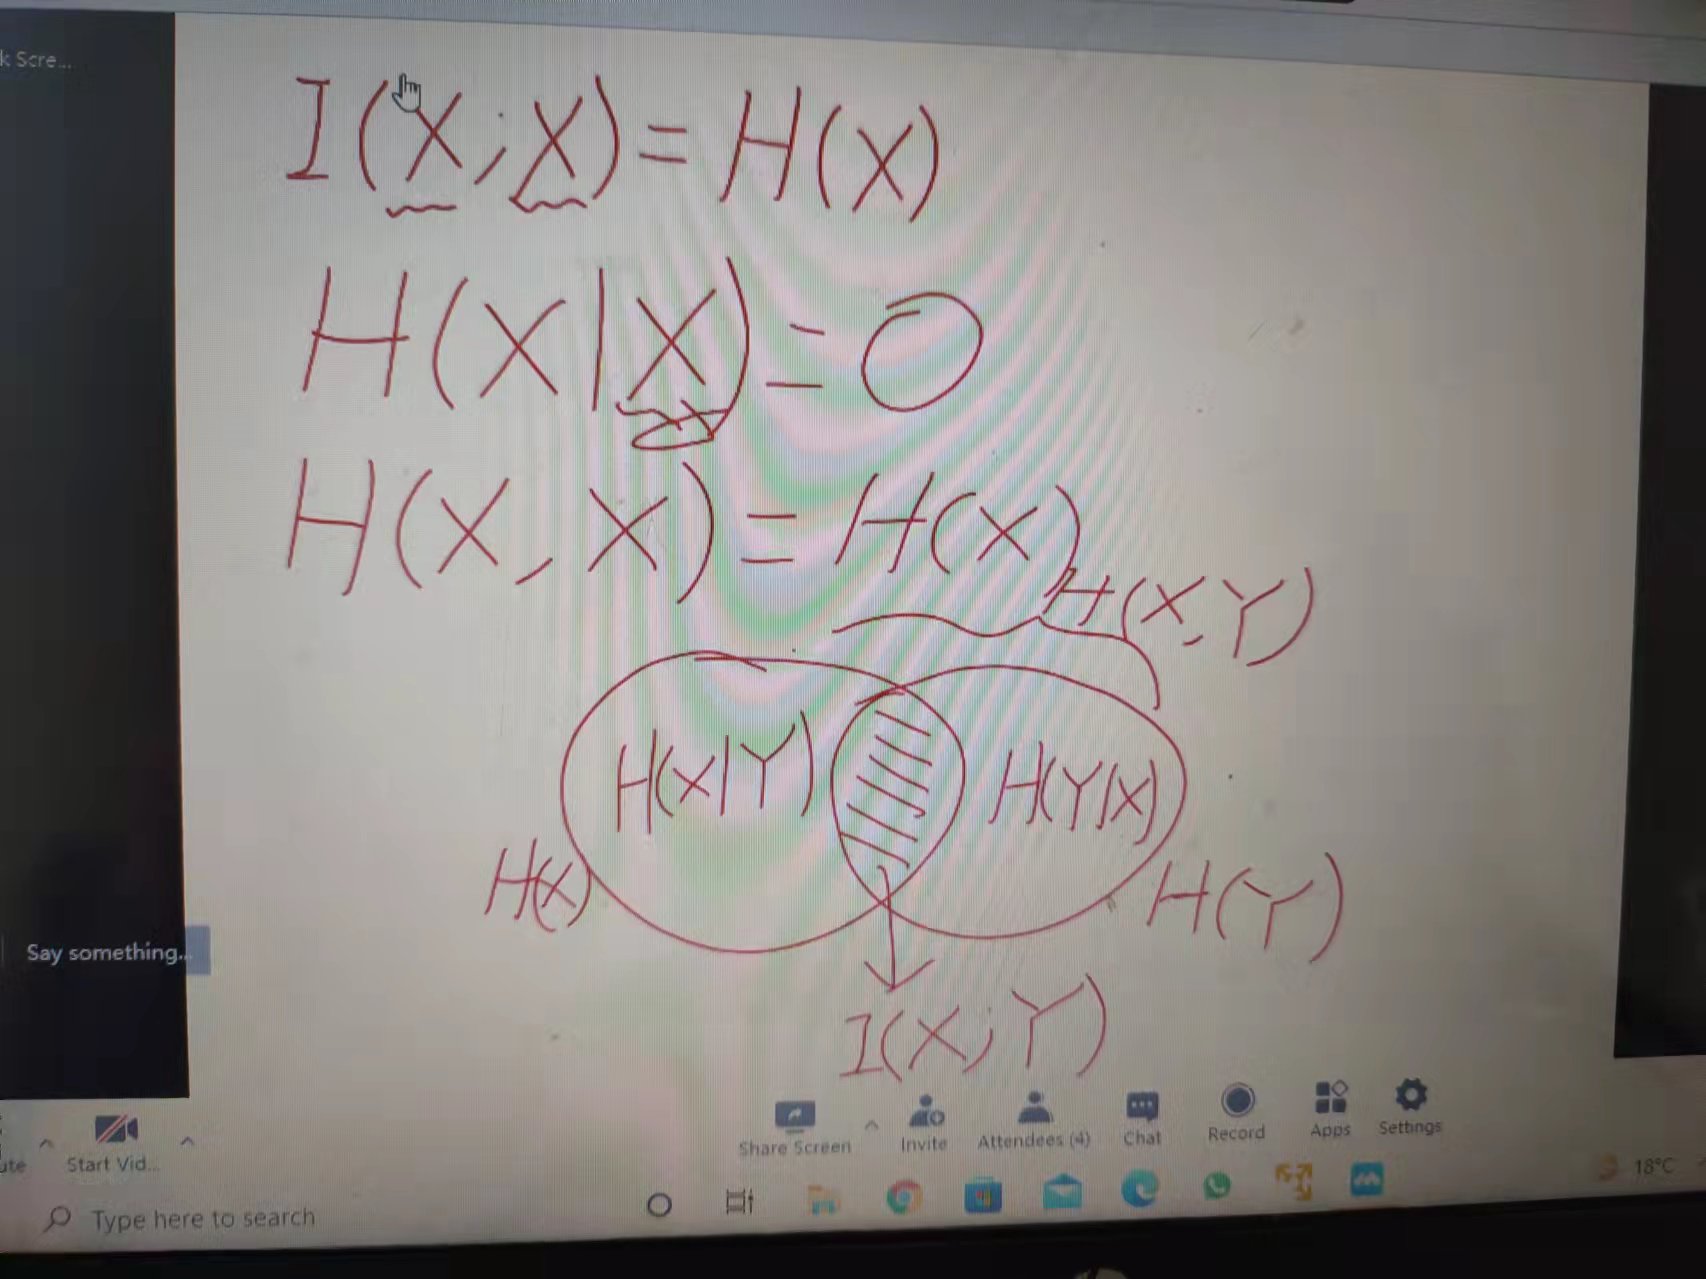 k Scre...
I(X;X)=H(X)
H(X|X)=0
H(X,X)=H(X)
H(X,Y)
H(X|Y)
H(Y|X)
H(X)
H(Y)
I(X;Y)
Say something...
Start Vid...
Share Screen
Invite
Attendees (4)
Chat
Record
Apps
Settings
Type here to search
18°C